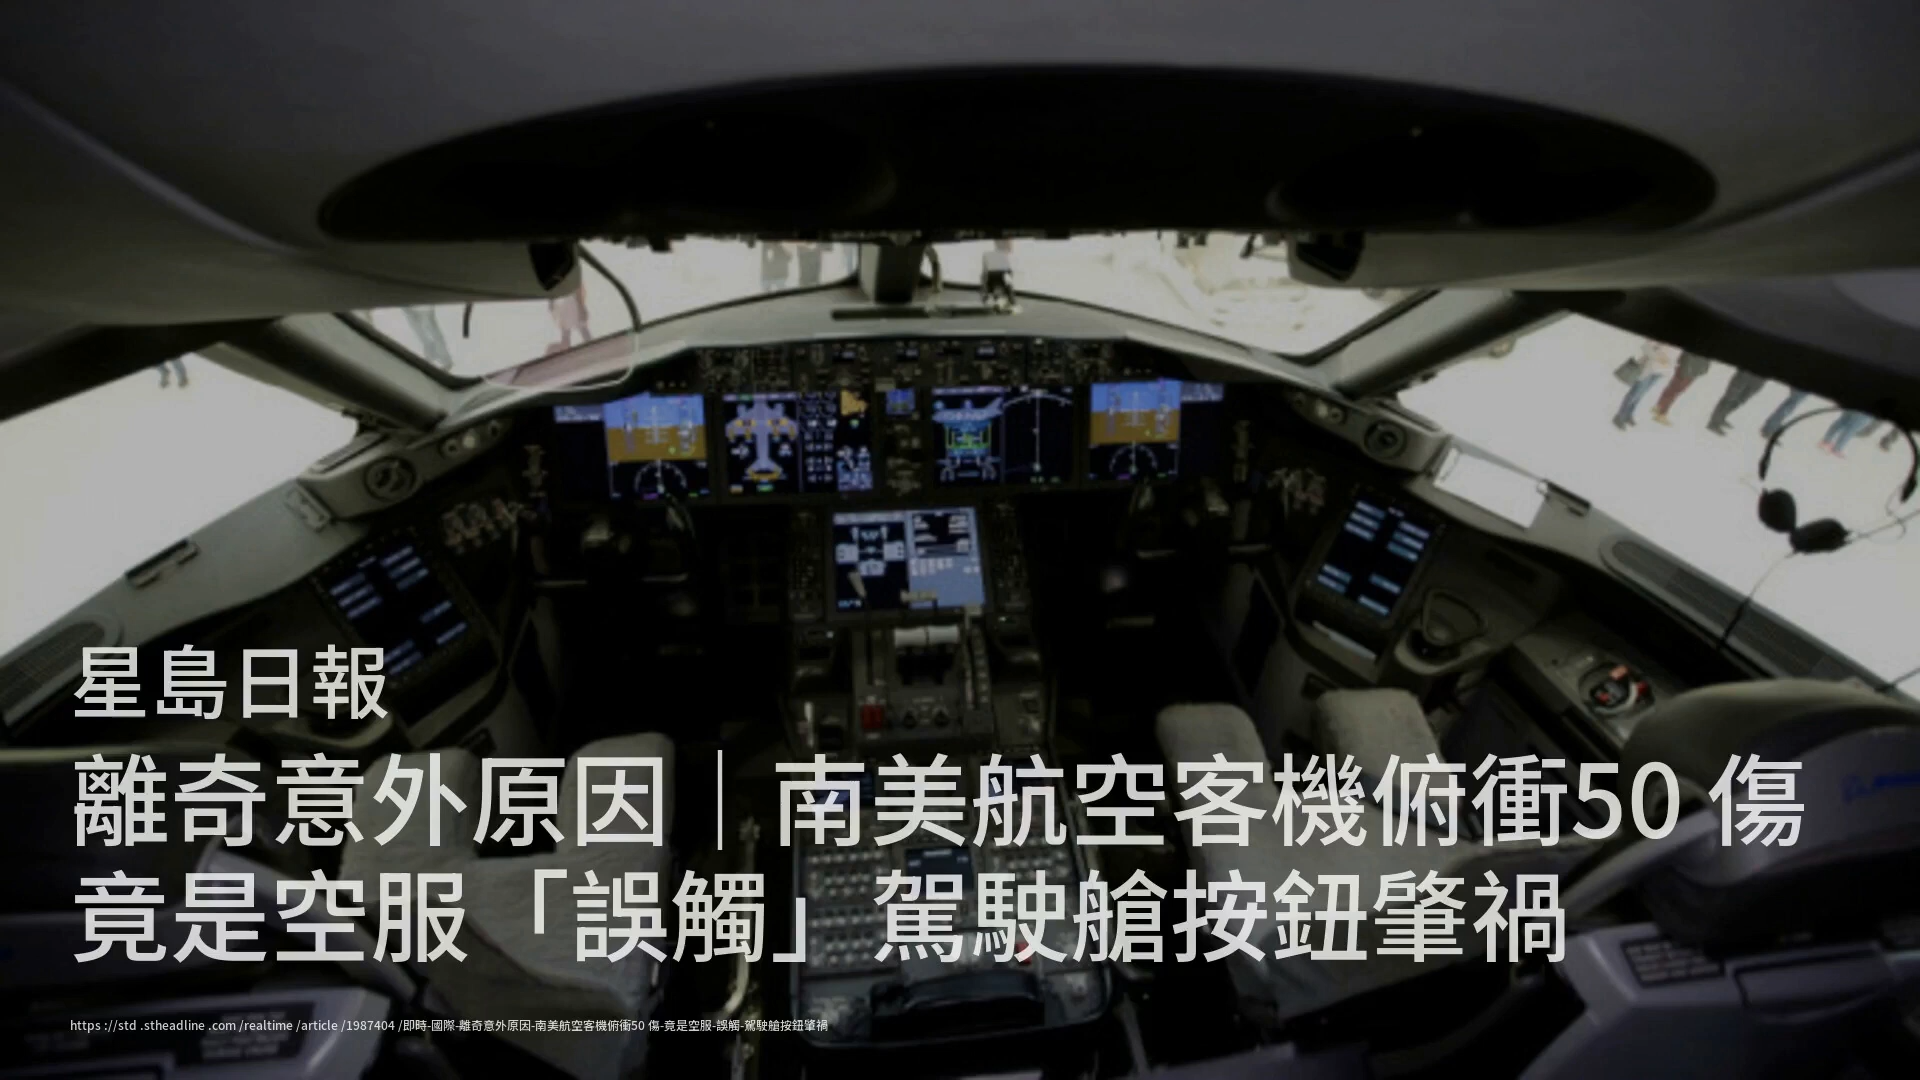 星島日報
離奇意外原因｜南美航空客機俯衝50 傷
竟是空服「誤觸」駕駛艙按鈕肇禍
https ://std .stheadline .com /realtime /article /1987404 /即時-國際-離奇意外原因-南美航空客機俯衝50 傷-竟是空服-誤觸-駕駛艙按鈕肇禍